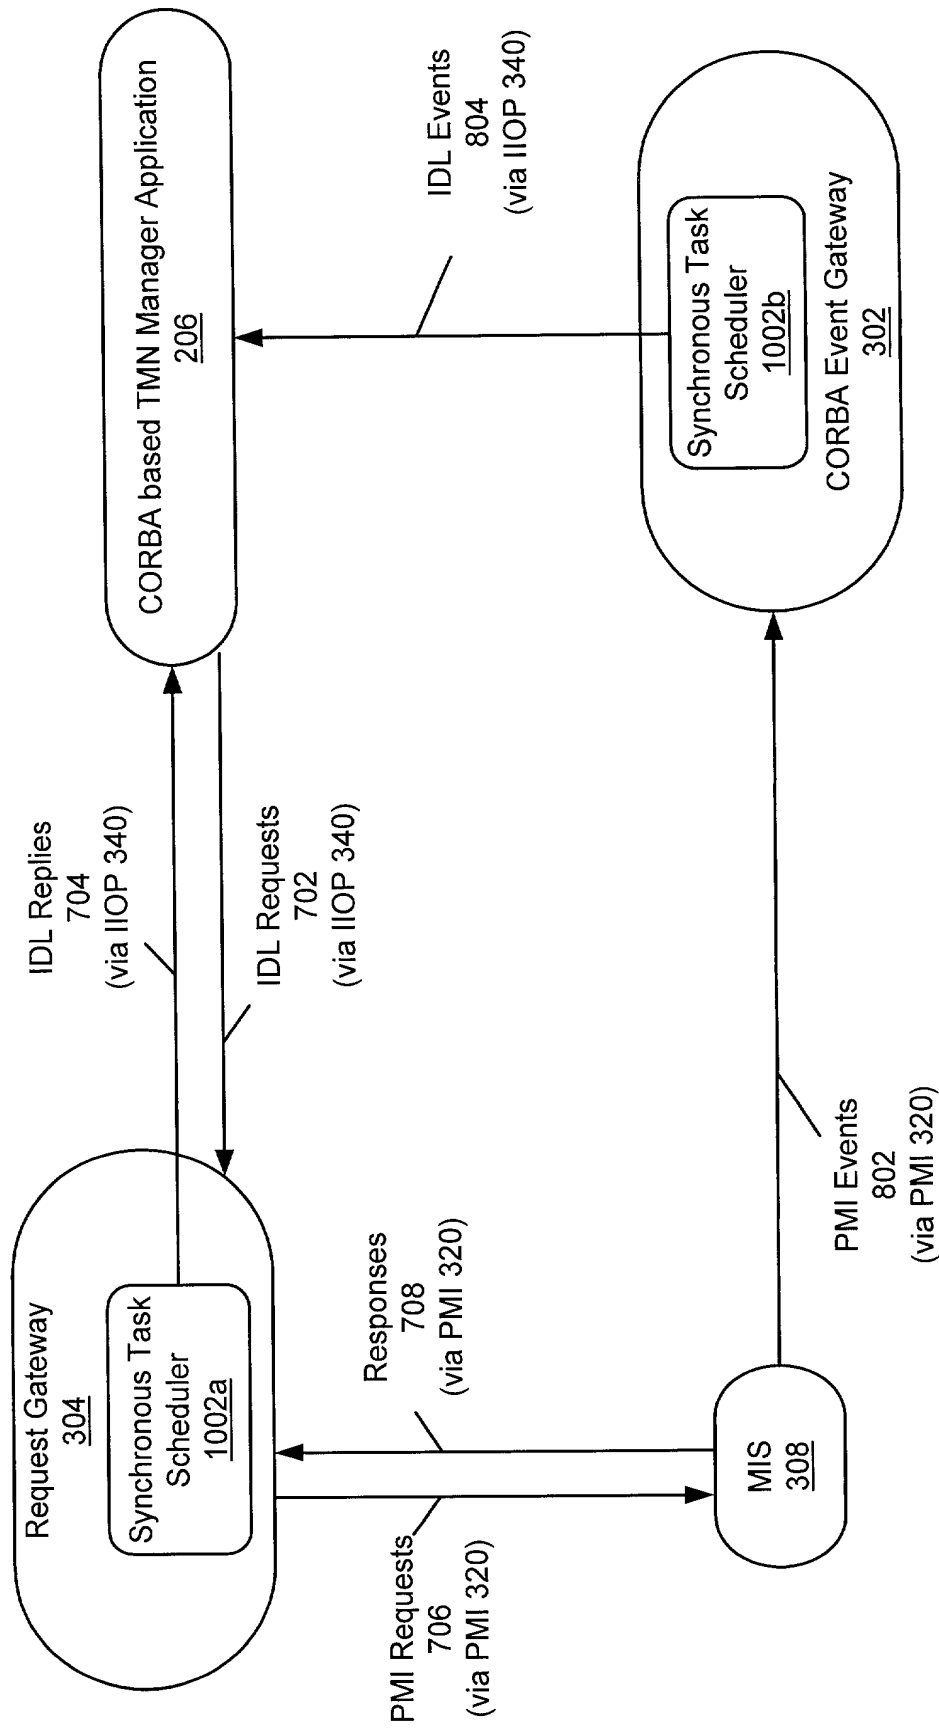 Request Gateway
304
Synchronous Task
Scheduler
1002a
IDL Replies
704
(via IIOP 340)
IDL Requests
702
(via IIOP 340)
CORBA based TMN Manager Application
206
PMI Requests
706
(via PMI 320)
Responses
708
(via PMI 320)
IDL Events
804
(via IIOP 340)
MIS
308
PMI Events
802
(via PMI 320)
Synchronous Task
Scheduler
1002b
CORBA Event Gateway
302